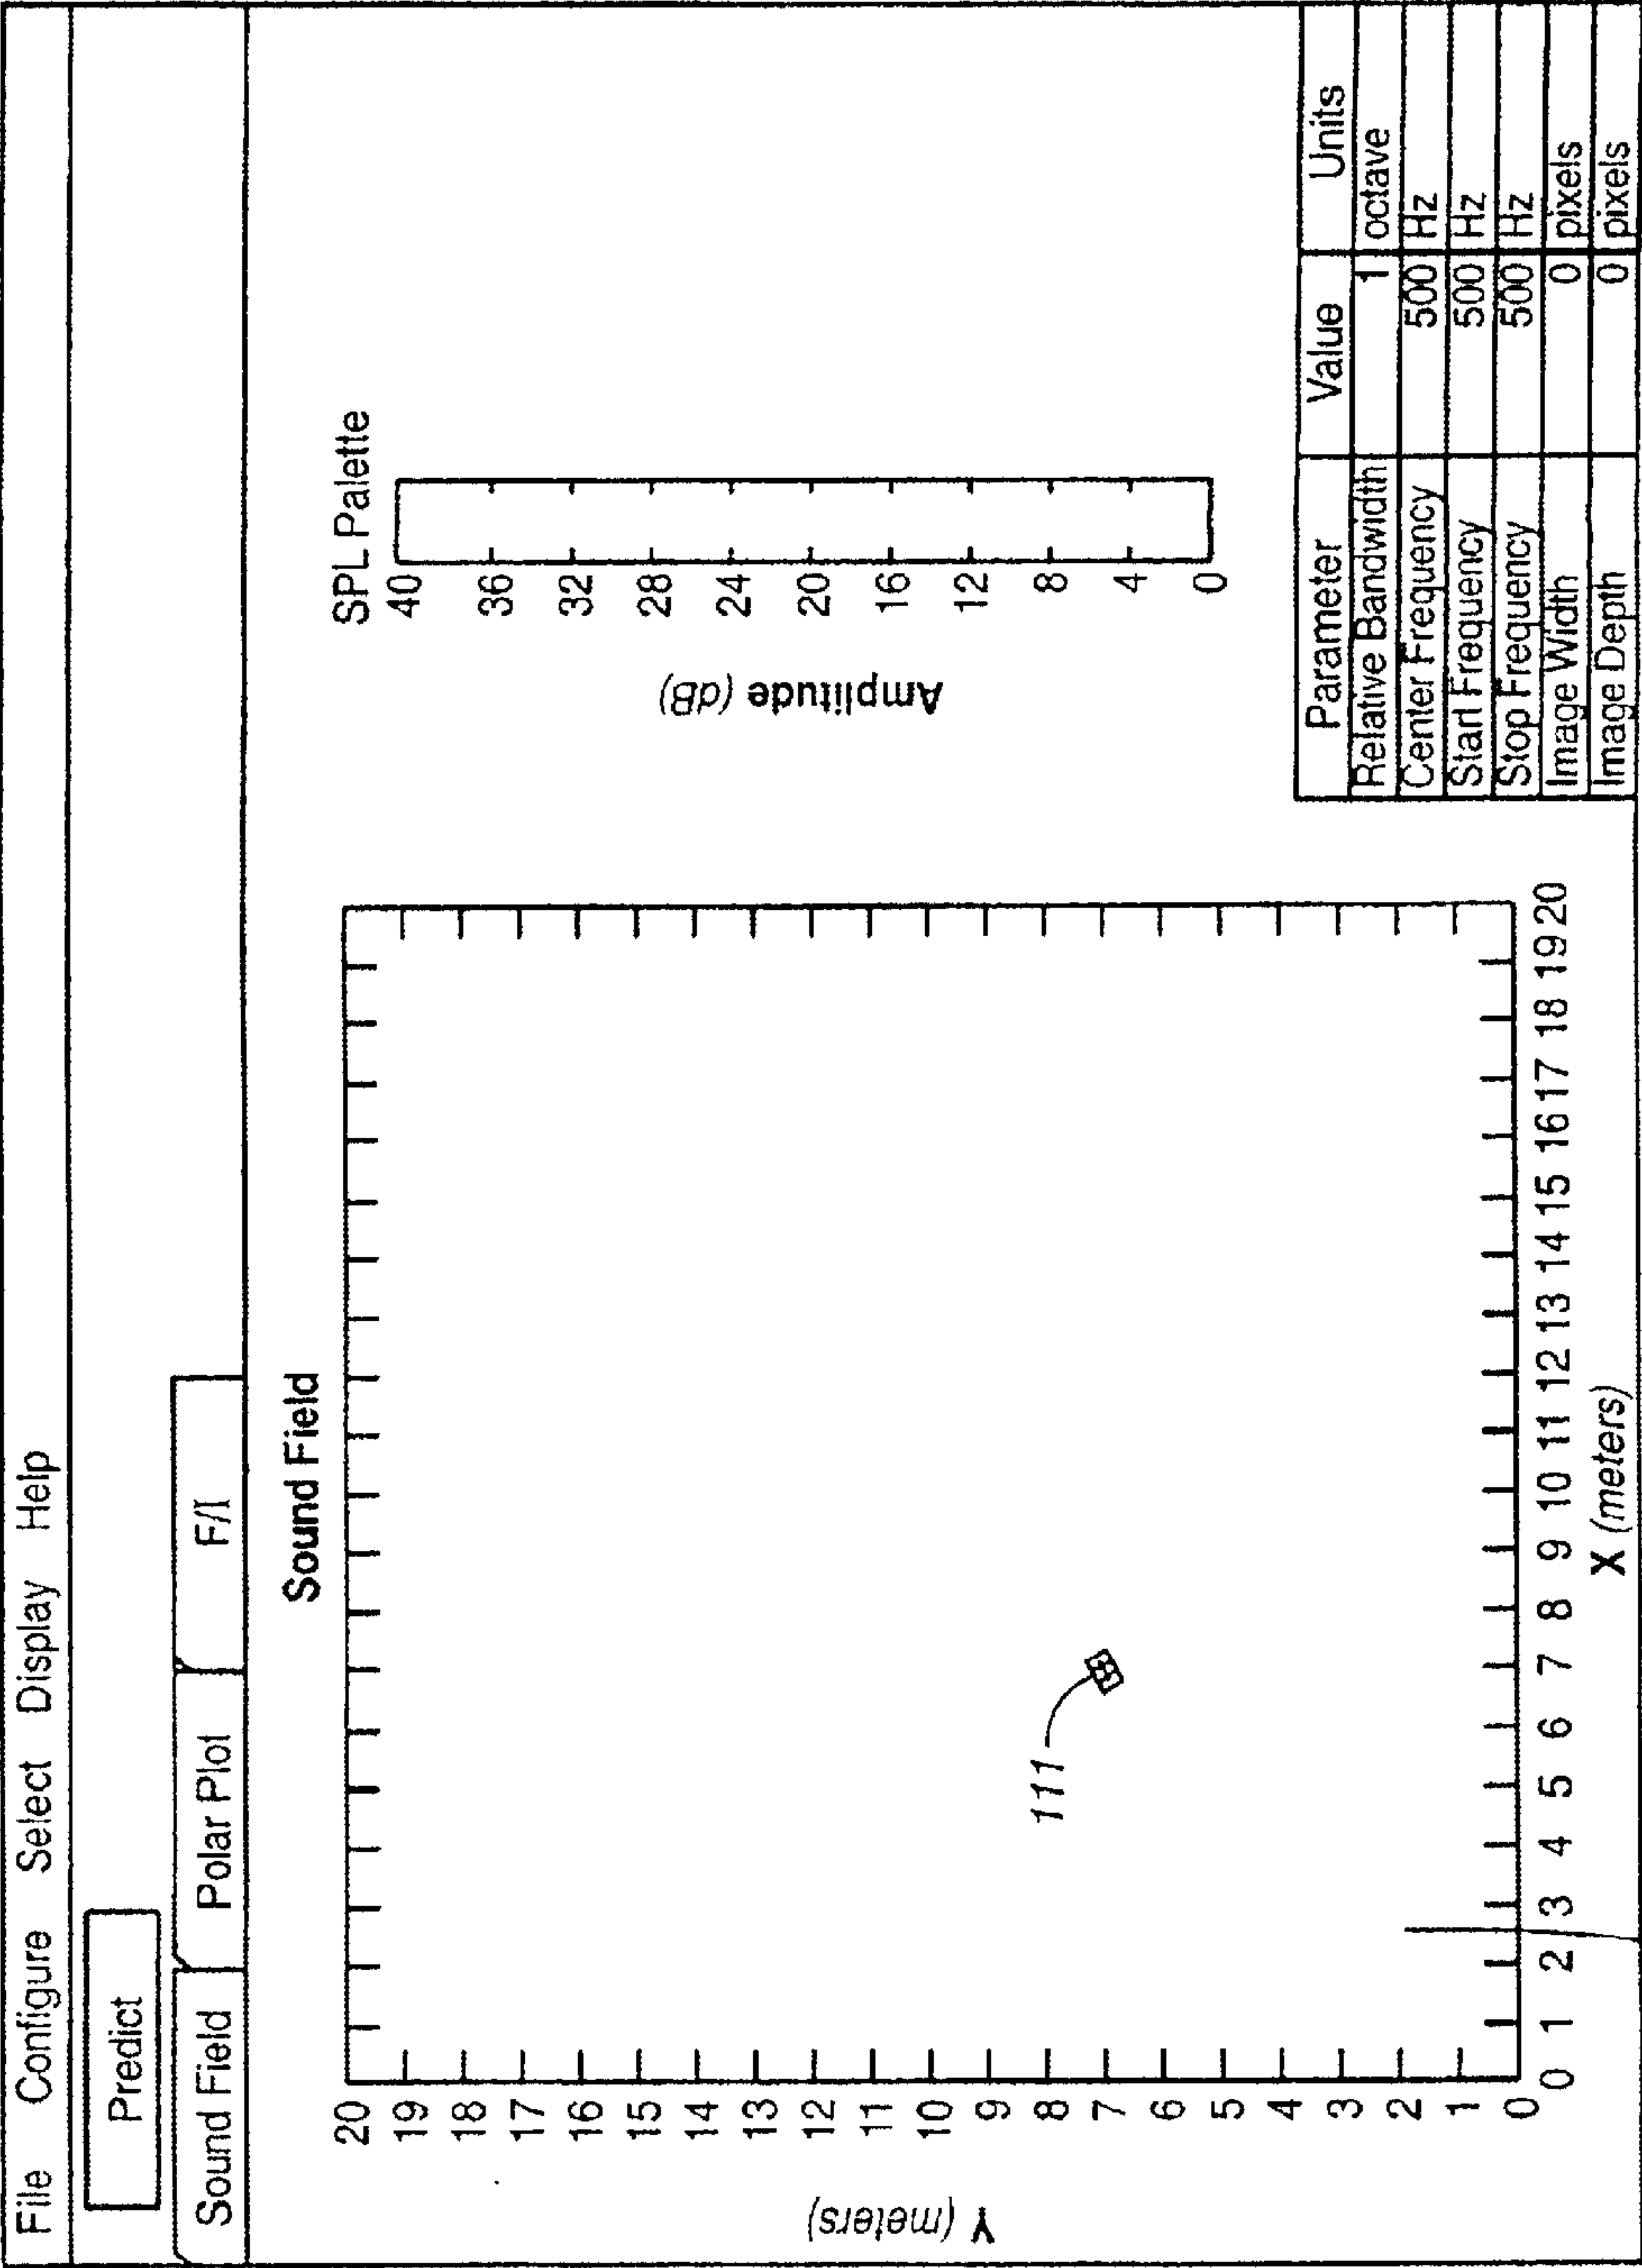 File Configure Select Display Help
Predict
Sound Field Polar Plot F/I
Sound Field
Y (meters)
20
19
18
17
16
15
14
13
12
11
10
9
8
7
6
5
4
3
2
1
0
111
0 1 2 3 4 5 6 7 8 9 10 11 12 13 14 15 16 17 18 19 20
X (meters)
SPL Palette
Amplitude (dB)
40
36
32
28
24
20
16
12
8
4
0
Parameter Value Units
Relative Bandwidth 1 octave
Center Frequency 500 Hz
Start Frequency 500 Hz
Stop Frequency 500 Hz
Image Width 0 pixels
Image Depth 0 pixels